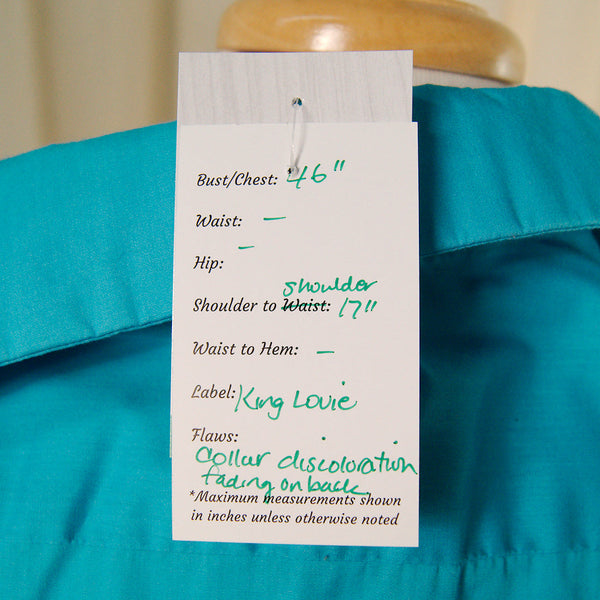 Bust/Chest: 46"
Waist: —
Hip: —
shoulder
Shoulder to Waist: 17"
Waist to Hem: —
Label: King Louie
Flaws:
Collar discoloration
fading on back
*Maximum measurements shown
in inches unless otherwise noted